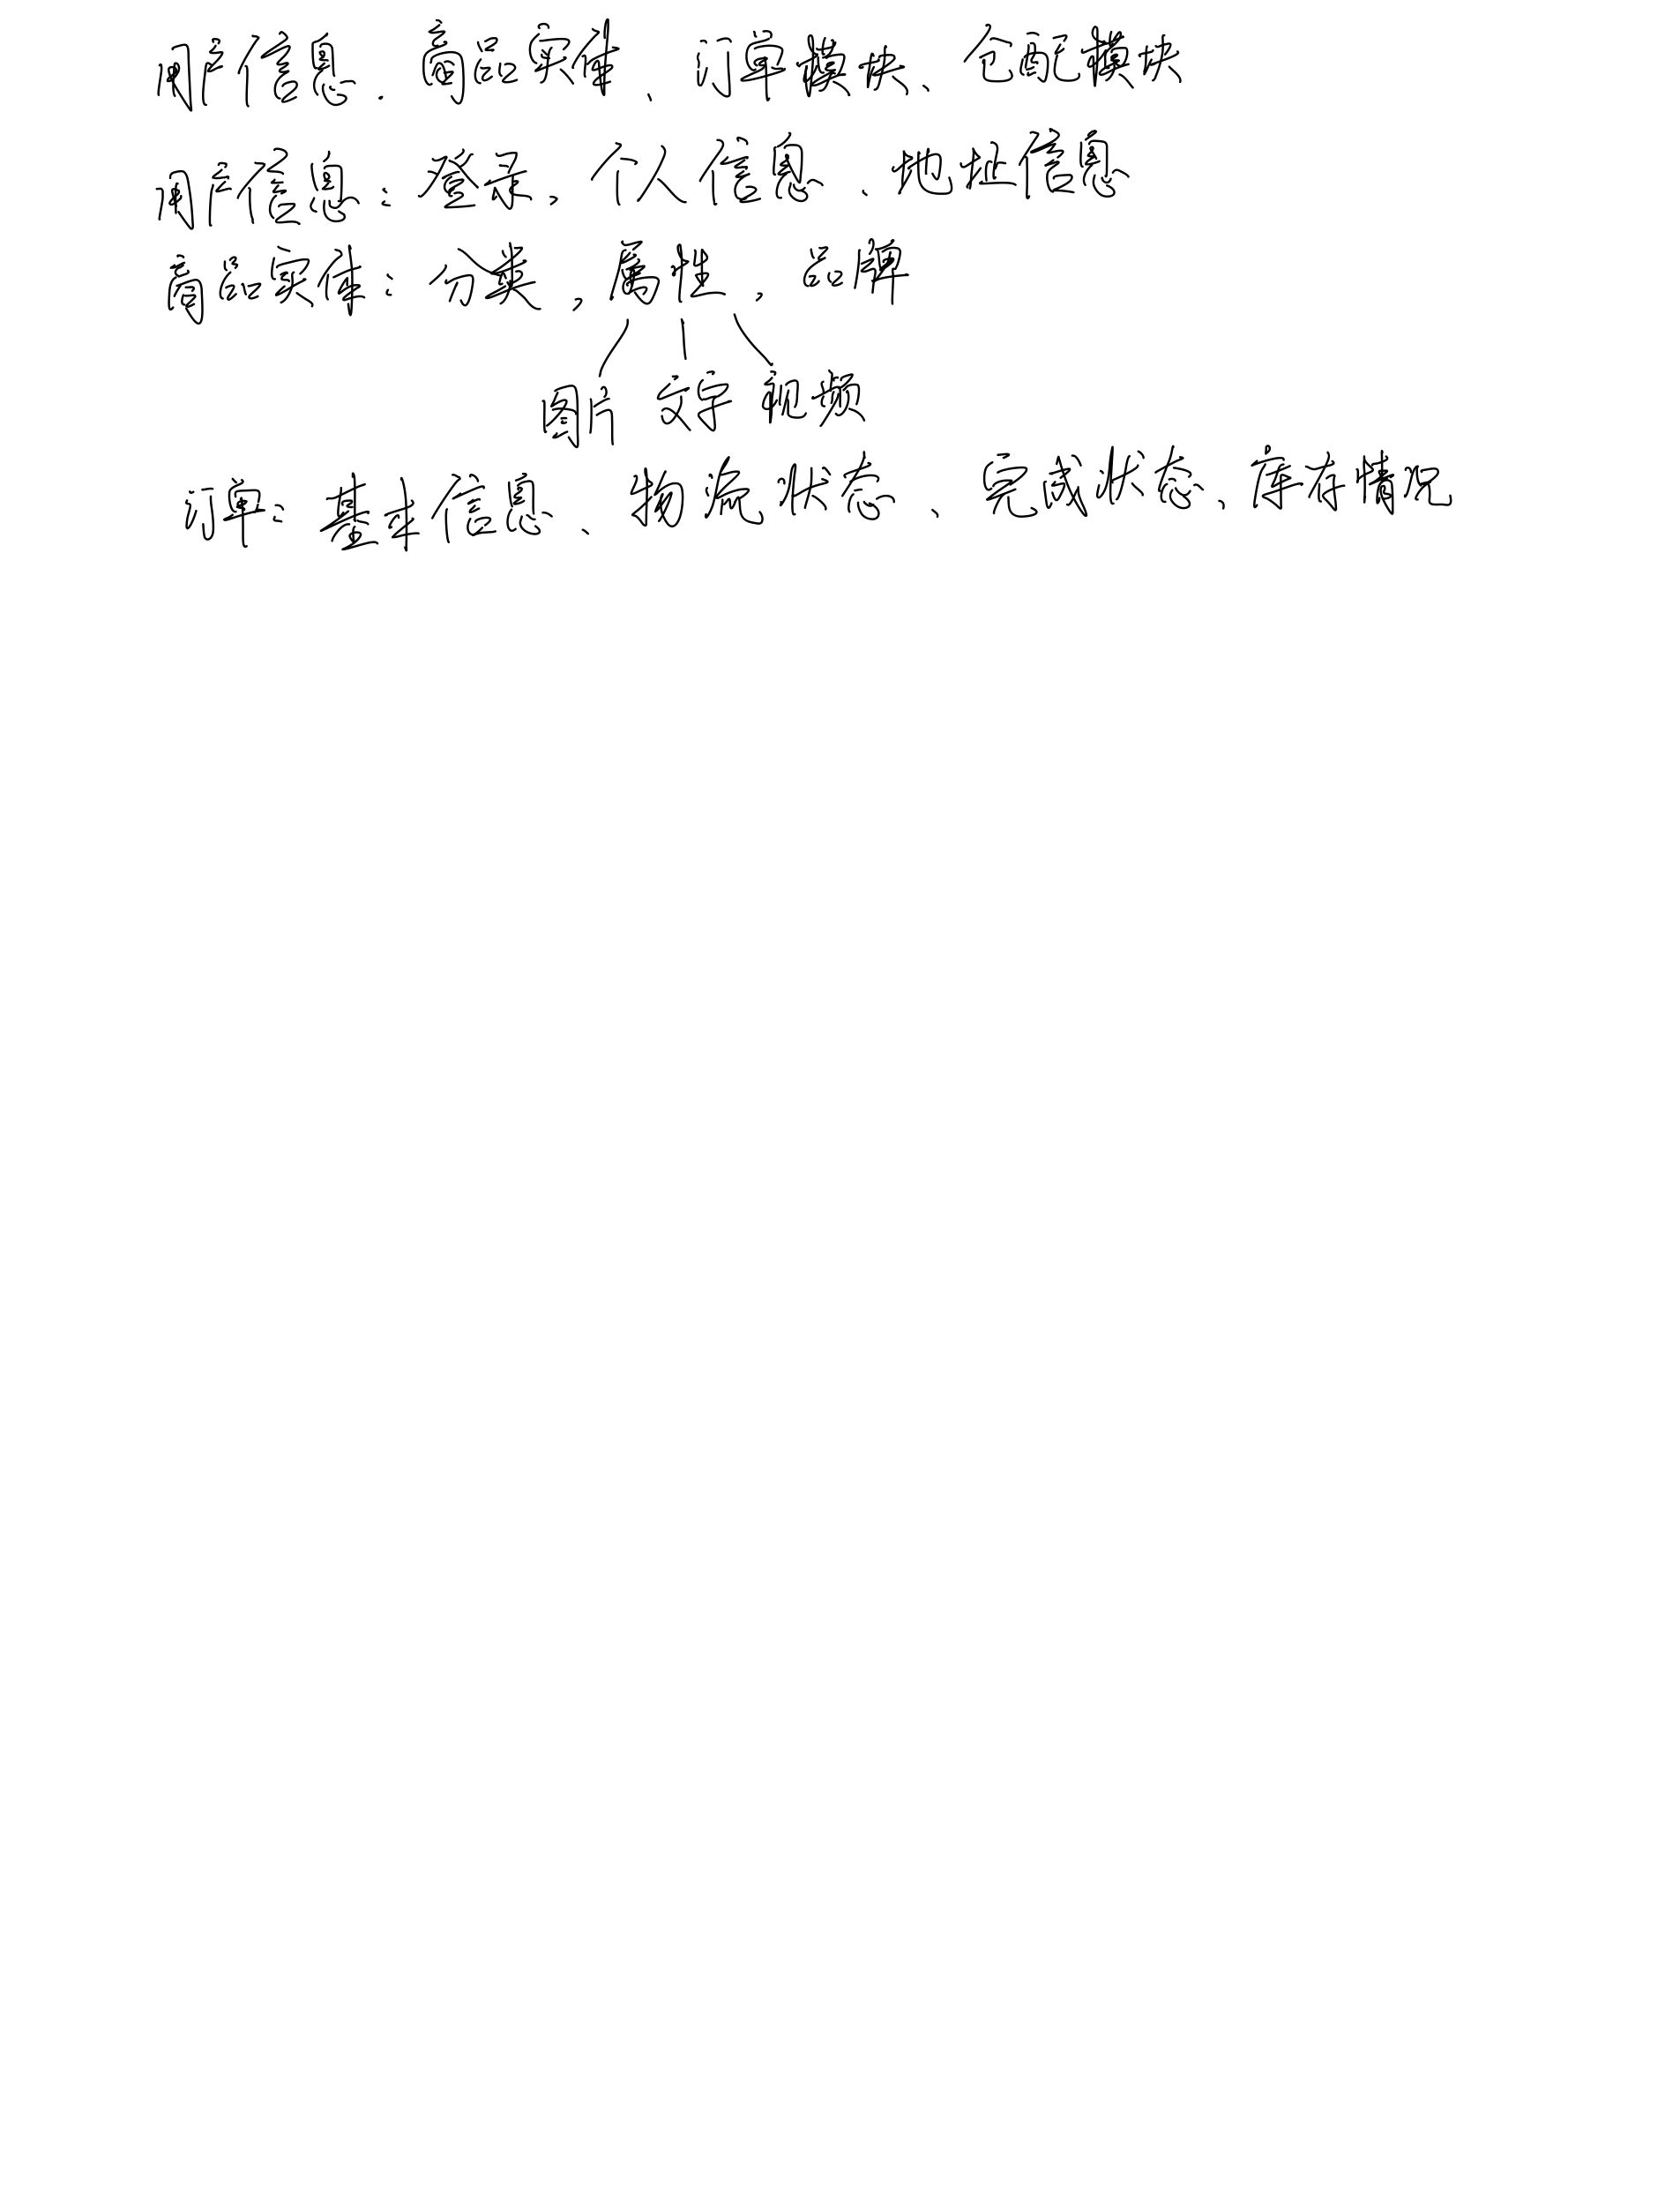 用户信息.商品实体、订单模块、仓配模块
用户信息:登录,个人信息、地址信息
商品实体:分类,属性,品牌
图片 文字 视频
订单:基本信息、物流状态、完成状态、库存情况